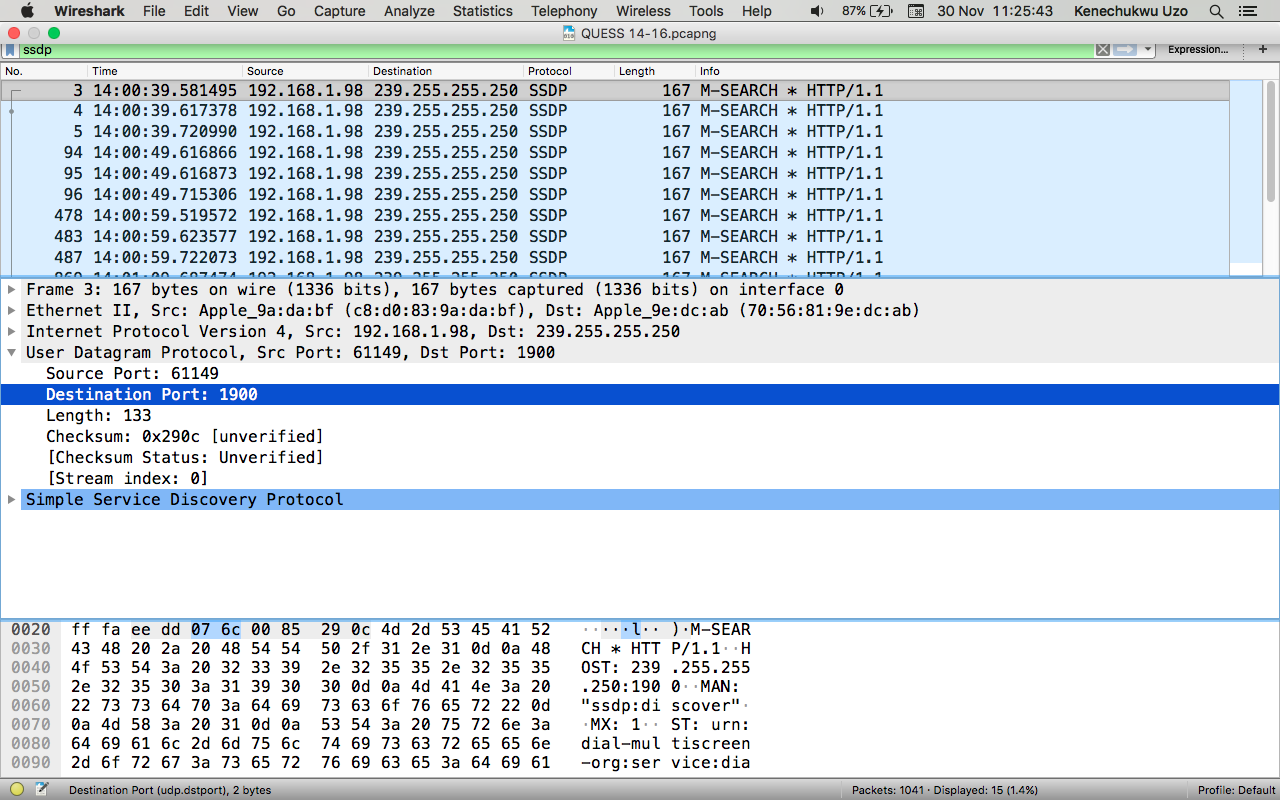 Wireshark File Edit View Go Capture Analyze Statistics Telephony Wireless Tools Help 87% 30 Nov 11:25:43 Kenechukwu Uzo
QUESS 14-16.pcapng
ssdp Expression... +
No. Time Source Destination Protocol Length Info
3 14:00:39.581495 192.168.1.98 239.255.255.250 SSDP 167 M-SEARCH * HTTP/1.1
4 14:00:39.617378 192.168.1.98 239.255.255.250 SSDP 167 M-SEARCH * HTTP/1.1
5 14:00:39.720990 192.168.1.98 239.255.255.250 SSDP 167 M-SEARCH * HTTP/1.1
94 14:00:49.616866 192.168.1.98 239.255.255.250 SSDP 167 M-SEARCH * HTTP/1.1
95 14:00:49.616873 192.168.1.98 239.255.255.250 SSDP 167 M-SEARCH * HTTP/1.1
96 14:00:49.715306 192.168.1.98 239.255.255.250 SSDP 167 M-SEARCH * HTTP/1.1
478 14:00:59.519572 192.168.1.98 239.255.255.250 SSDP 167 M-SEARCH * HTTP/1.1
483 14:00:59.623577 192.168.1.98 239.255.255.250 SSDP 167 M-SEARCH * HTTP/1.1
487 14:00:59.722073 192.168.1.98 239.255.255.250 SSDP 167 M-SEARCH * HTTP/1.1
192.168.1.98 239.255.255.250 SSDP 167 M-SEARCH * HTTP/1.1
Frame 3: 167 bytes on wire (1336 bits), 167 bytes captured (1336 bits) on interface 0
Ethernet II, Src: Apple_9a:da:bf (c8:d0:83:9a:da:bf), Dst: Apple_9e:dc:ab (70:56:81:9e:dc:ab)
Internet Protocol Version 4, Src: 192.168.1.98, Dst: 239.255.255.250
User Datagram Protocol, Src Port: 61149, Dst Port: 1900
Source Port: 61149
Destination Port: 1900
Length: 133
Checksum: 0x290c [unverified]
[Checksum Status: Unverified]
[Stream index: 0]
Simple Service Discovery Protocol
0020 ff fa ee dd 07 6c 00 85 29 0c 4d 2d 53 45 41 52 ·····l·· )·M-SEAR
0030 43 48 20 2a 20 48 54 54 50 2f 31 2e 31 0d 0a 48 CH * HTT P/1.1··H
0040 4f 53 54 3a 20 32 33 39 2e 32 35 35 2e 32 35 35 OST: 239 .255.255
0050 2e 32 35 30 3a 31 39 30 30 0d 0a 4d 41 4e 3a 20 .250:190 0··MAN:
0060 22 73 73 64 70 3a 64 69 73 63 6f 76 65 72 22 0d "ssdp:di scover"·
0070 0a 4d 58 3a 20 31 0d 0a 53 54 3a 20 75 72 6e 3a ·MX: 1·· ST: urn:
0080 64 69 61 6c 2d 6d 75 6c 74 69 73 63 72 65 65 6e dial-mul tiscreen
0090 2d 6f 72 67 3a 73 65 72 76 69 63 65 3a 64 69 61 -org:ser vice:dia
Destination Port (udp.dstport), 2 bytes Packets: 1041 · Displayed: 15 (1.4%) Profile: Default